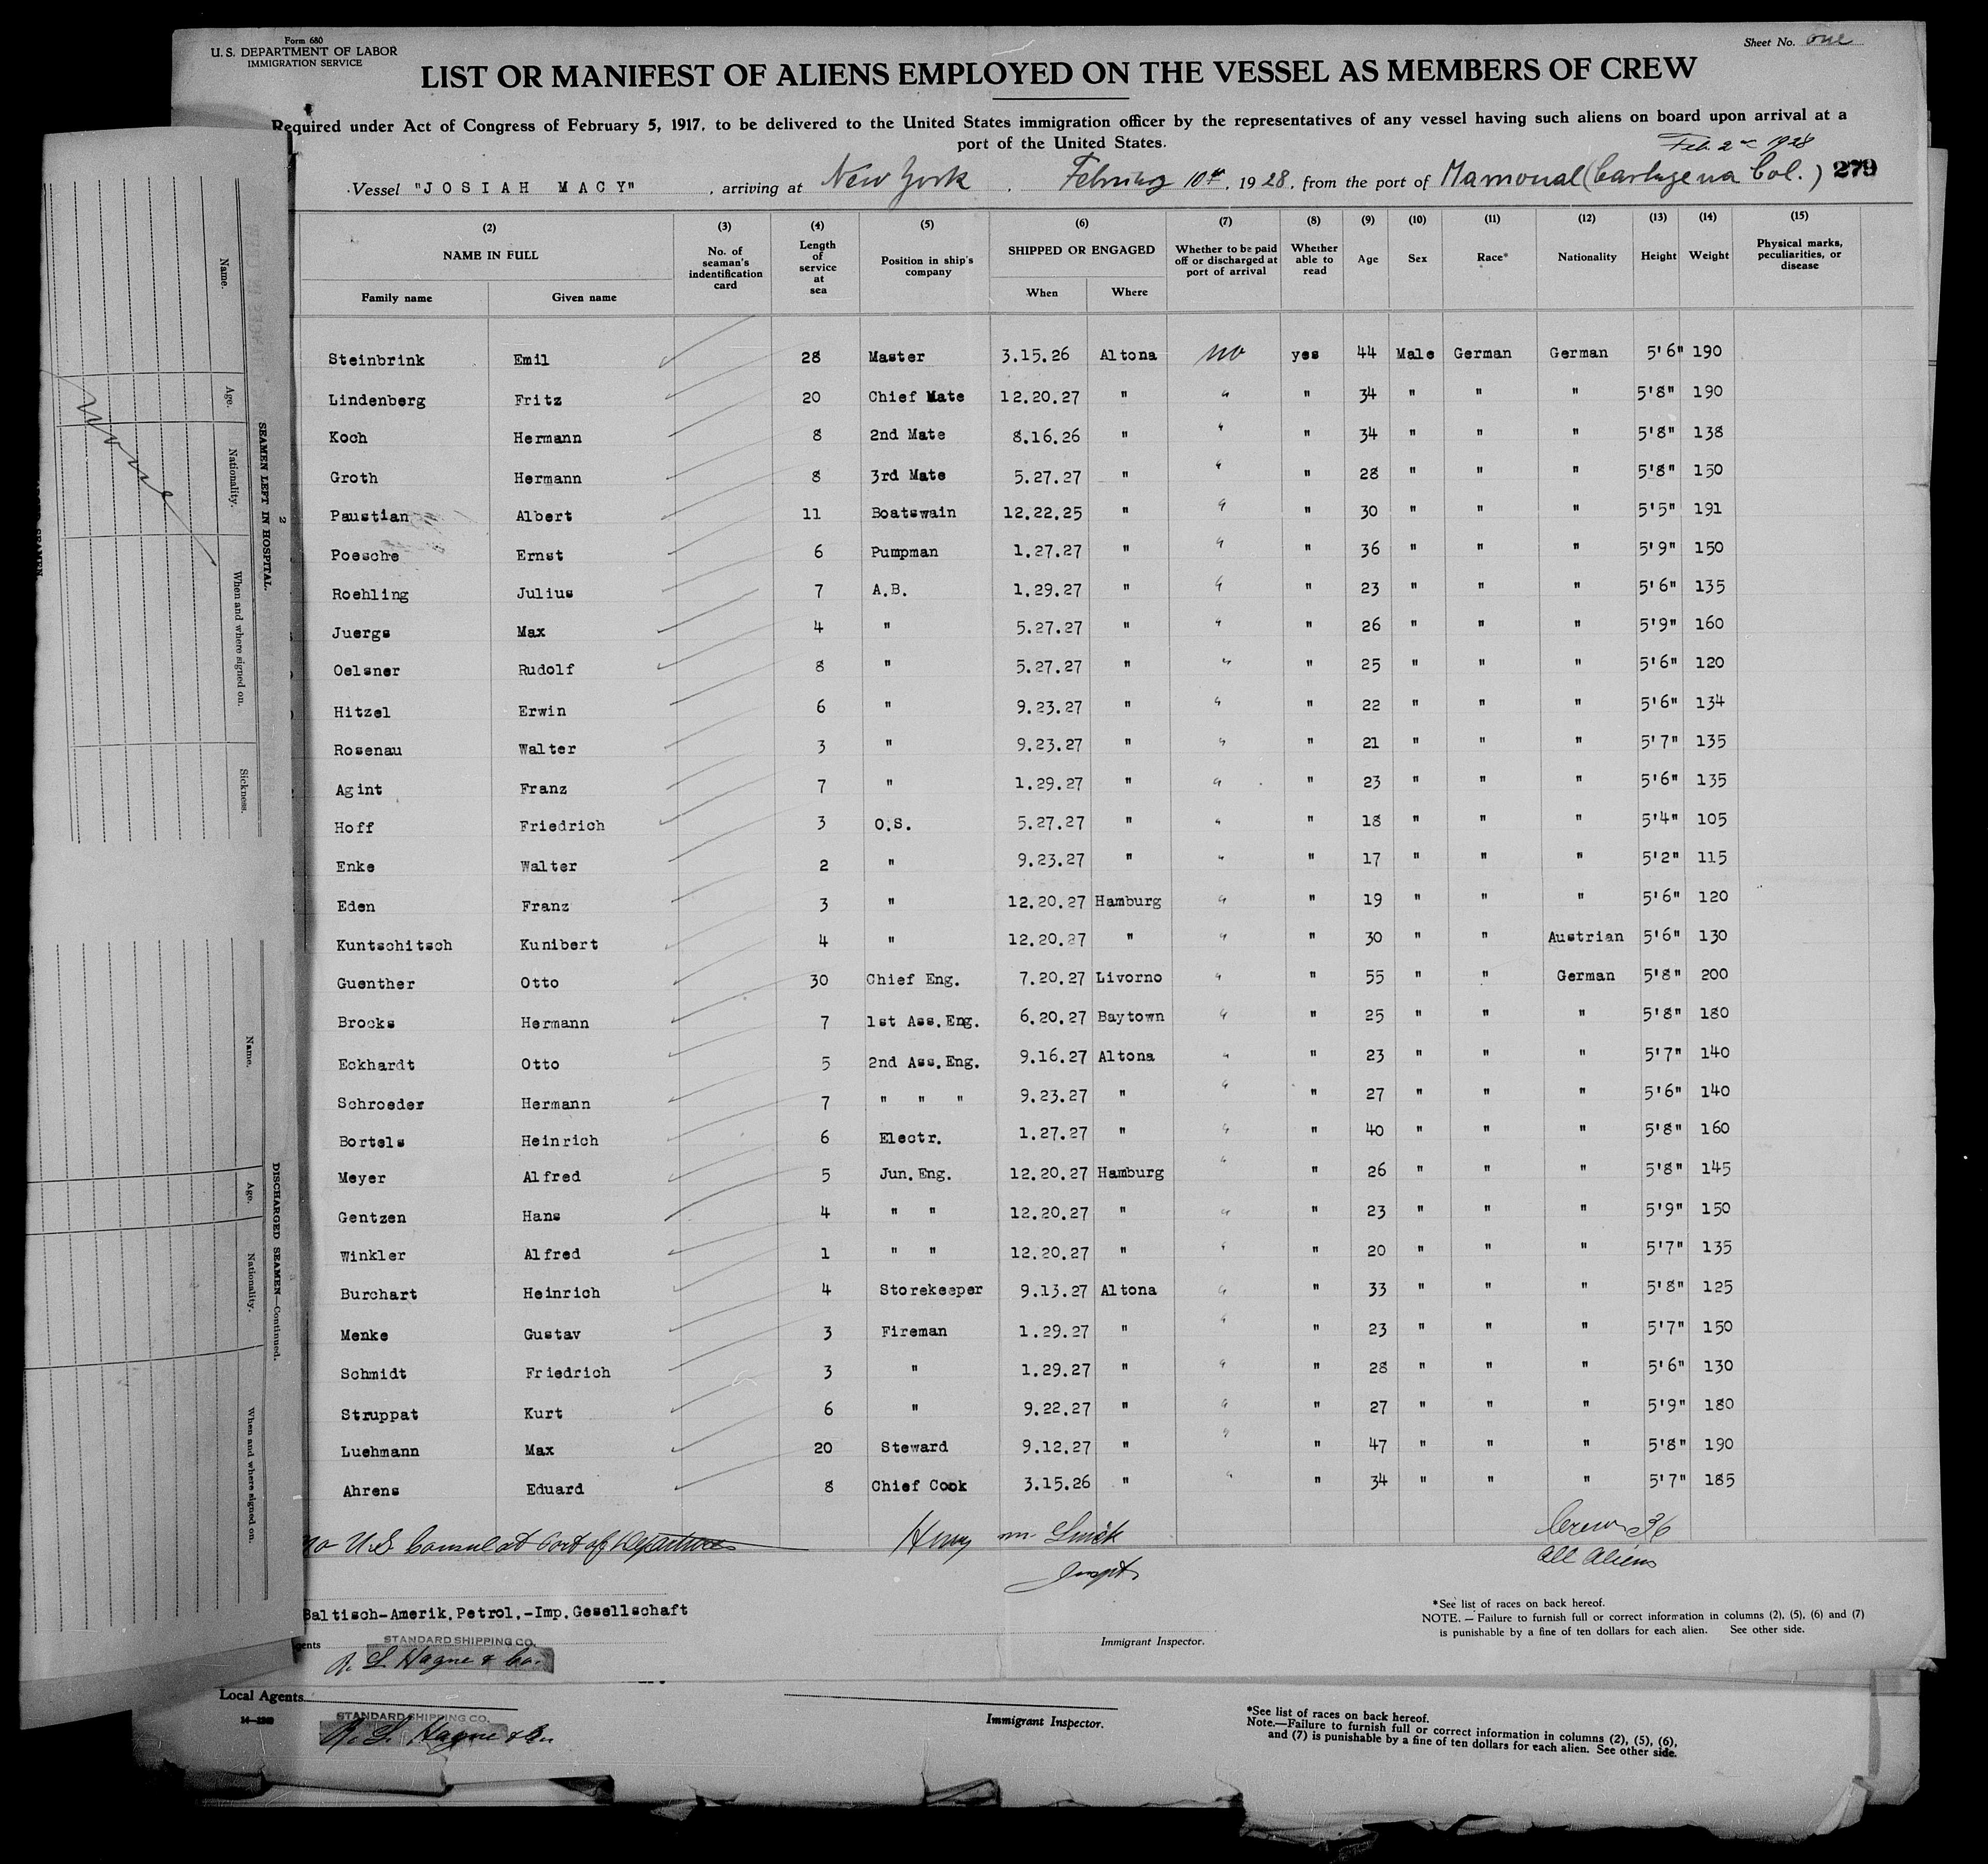 Form 680
U. S. DEPARTMENT OF LABOR
IMMIGRATION SERVICE
Sheet No. one
LIST OR MANIFEST OF ALIENS EMPLOYED ON THE VESSEL AS MEMBERS OF CREW
Required under Act of Congress of February 5, 1917, to be delivered to the United States immigration officer by the representatives of any vessel having such aliens on board upon arrival at a
port of the United States.
Feb. 2nd 1928
Vessel "JOSIAH MACY", arriving at New York, February 10th, 1928, from the port of Mamonal (Cartagena Col.) 279
(2) (3) (4) (5) (6) (7) (8) (9) (10) (11) (12) (13) (14) (15)
NAME IN FULL
Family name Given name
No. of seaman's indentification card
Length of service at sea
Position in ship's company
SHIPPED OR ENGAGED
When Where
Whether to be paid off or discharged at port of arrival
Whether able to read
Age Sex Race* Nationality Height Weight
Physical marks, peculiarities, or disease
Steinbrink Emil 28 Master 3.15.26 Altona no yes 44 Male German German 5'6" 190
Lindenberg Fritz 20 Chief Mate 12.20.27 " " " 34 " " " 5'8" 190
Koch Hermann 8 2nd Mate 8.16.26 " " " 34 " " " 5'8" 138
Groth Hermann 8 3rd Mate 5.27.27 " " " 28 " " " 5'8" 150
Paustian Albert 11 Boatswain 12.22.25 " " " 30 " " " 5'5" 191
Poesche Ernst 6 Pumpman 1.27.27 " " " 36 " " " 5'9" 150
Roehling Julius 7 A.B. 1.29.27 " " " 23 " " " 5'6" 135
Juergs Max 4 " 5.27.27 " " " 26 " " " 5'9" 160
Oelsner Rudolf 8 " 5.27.27 " " " 25 " " " 5'6" 120
Hitzel Erwin 6 " 9.23.27 " " " 22 " " " 5'6" 134
Rosenau Walter 3 " 9.23.27 " " " 21 " " " 5'7" 135
Agint Franz 7 " 1.29.27 " " " 23 " " " 5'6" 135
Hoff Friedrich 3 O.S. 5.27.27 " " " 18 " " " 5'4" 105
Enke Walter 2 " 9.23.27 " " " 17 " " " 5'2" 115
Eden Franz 3 " 12.20.27 Hamburg " " 19 " " " 5'6" 120
Kuntschitsch Kunibert 4 " 12.20.27 " " " 30 " " Austrian 5'6" 130
Guenther Otto 30 Chief Eng. 7.20.27 Livorno " " 55 " " German 5'8" 200
Brocks Hermann 7 1st Ass.Eng. 6.20.27 Baytown " " 25 " " " 5'8" 180
Eckhardt Otto 5 2nd Ass.Eng. 9.16.27 Altona " " 23 " " " 5'7" 140
Schroeder Hermann 7 " " " 9.23.27 " " " 27 " " " 5'6" 140
Bortels Heinrich 6 Electr. 1.27.27 " " " 40 " " " 5'8" 160
Meyer Alfred 5 Jun.Eng. 12.20.27 Hamburg " " 26 " " " 5'8" 145
Gentzen Hans 4 " " 12.20.27 " " " 23 " " " 5'9" 150
Winkler Alfred 1 " " 12.20.27 " " " 20 " " " 5'7" 135
Burchart Heinrich 4 Storekeeper 9.13.27 Altona " " 33 " " " 5'8" 125
Menke Gustav 3 Fireman 1.29.27 " " " 23 " " " 5'7" 150
Schmidt Friedrich 3 " 1.29.27 " " " 28 " " " 5'6" 130
Struppat Kurt 6 " 9.22.27 " " " 27 " " " 5'9" 180
Luehmann Max 20 Steward 9.12.27 " " " 47 " " " 5'8" 190
Ahrens Eduard 8 Chief Cook 3.15.26 " " " 34 " " " 5'7" 185
No U.S. Consul at Port of Departure
Henry
Inspt.
Crew 36
All Aliens
Baltisch-Amerik.Petrol.-Imp.Gesellschaft
STANDARD SHIPPING CO.
R. L. Hague & Co.
Immigrant Inspector.
*See list of races on back hereof.
NOTE.—Failure to furnish full or correct information in columns (2), (5), (6) and (7)
is punishable by a fine of ten dollars for each alien. See other side.
Local Agents
STANDARD SHIPPING CO.
R. L. Hague & Co
Immigrant Inspector.
*See list of races on back hereof.
Note.—Failure to furnish full or correct information in columns (2), (5), (6),
and (7) is punishable by a fine of ten dollars for each alien. See other side.
2
SEAMEN LEFT IN HOSPITAL.
Name. Age. Nationality. When and where signed on. Sickness.
None
DISCHARGED SEAMEN—Continued.
Name. Age. Nationality. When and where signed on.